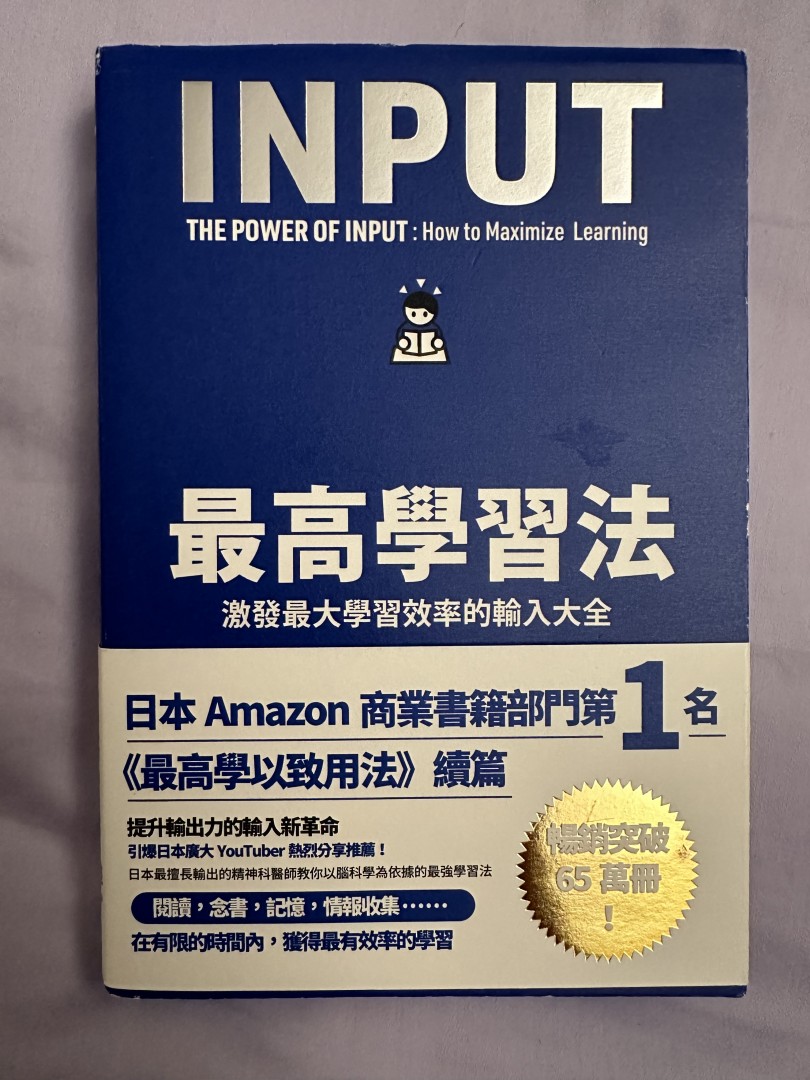 INPUT
THE POWER OF INPUT : How to Maximize Learning
最高學習法
激發最大學習效率的輸入大全
日本 Amazon 商業書籍部門第1名
《最高學以致用法》續篇
提升輸出力的輸入新革命
引爆日本廣大 YouTuber 熱烈分享推薦！
日本最擅長輸出的精神科醫師教你以腦科學為依據的最強學習法
閱讀，念書，記憶，情報收集……
在有限的時間內，獲得最有效率的學習
暢銷突破
65 萬冊
！